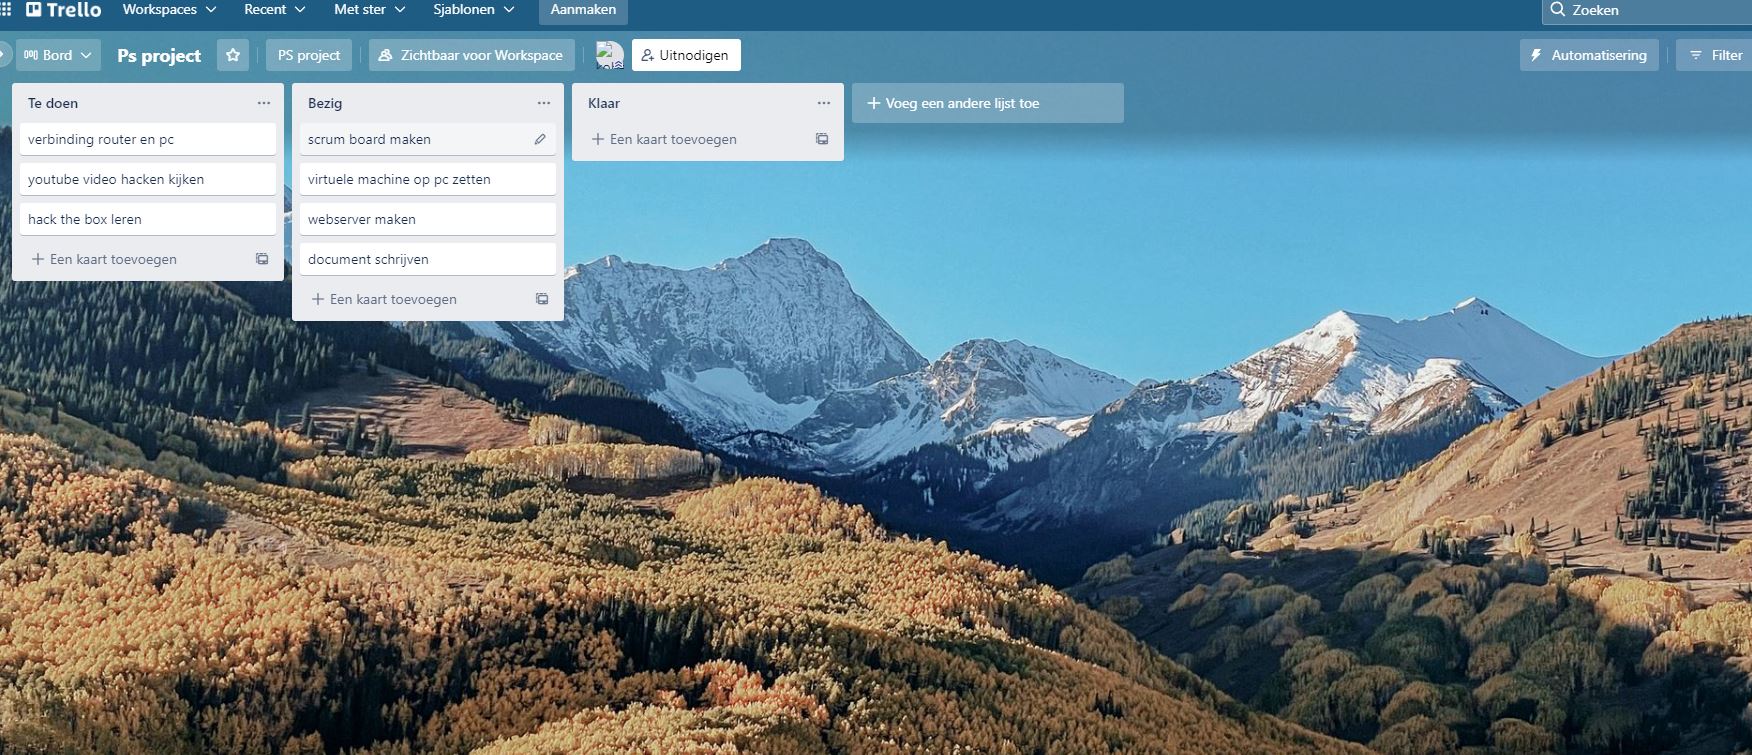 Trello Workspaces Recent Met ster Sjablonen Aanmaken Zoeken
Bord Ps project PS project Zichtbaar voor Workspace Uitnodigen Automatisering Filter
Te doen
verbinding router en pc
youtube video hacken kijken
hack the box leren
Een kaart toevoegen
Bezig
scrum board maken
virtuele machine op pc zetten
webserver maken
document schrijven
Een kaart toevoegen
Klaar
Een kaart toevoegen
Voeg een andere lijst toe